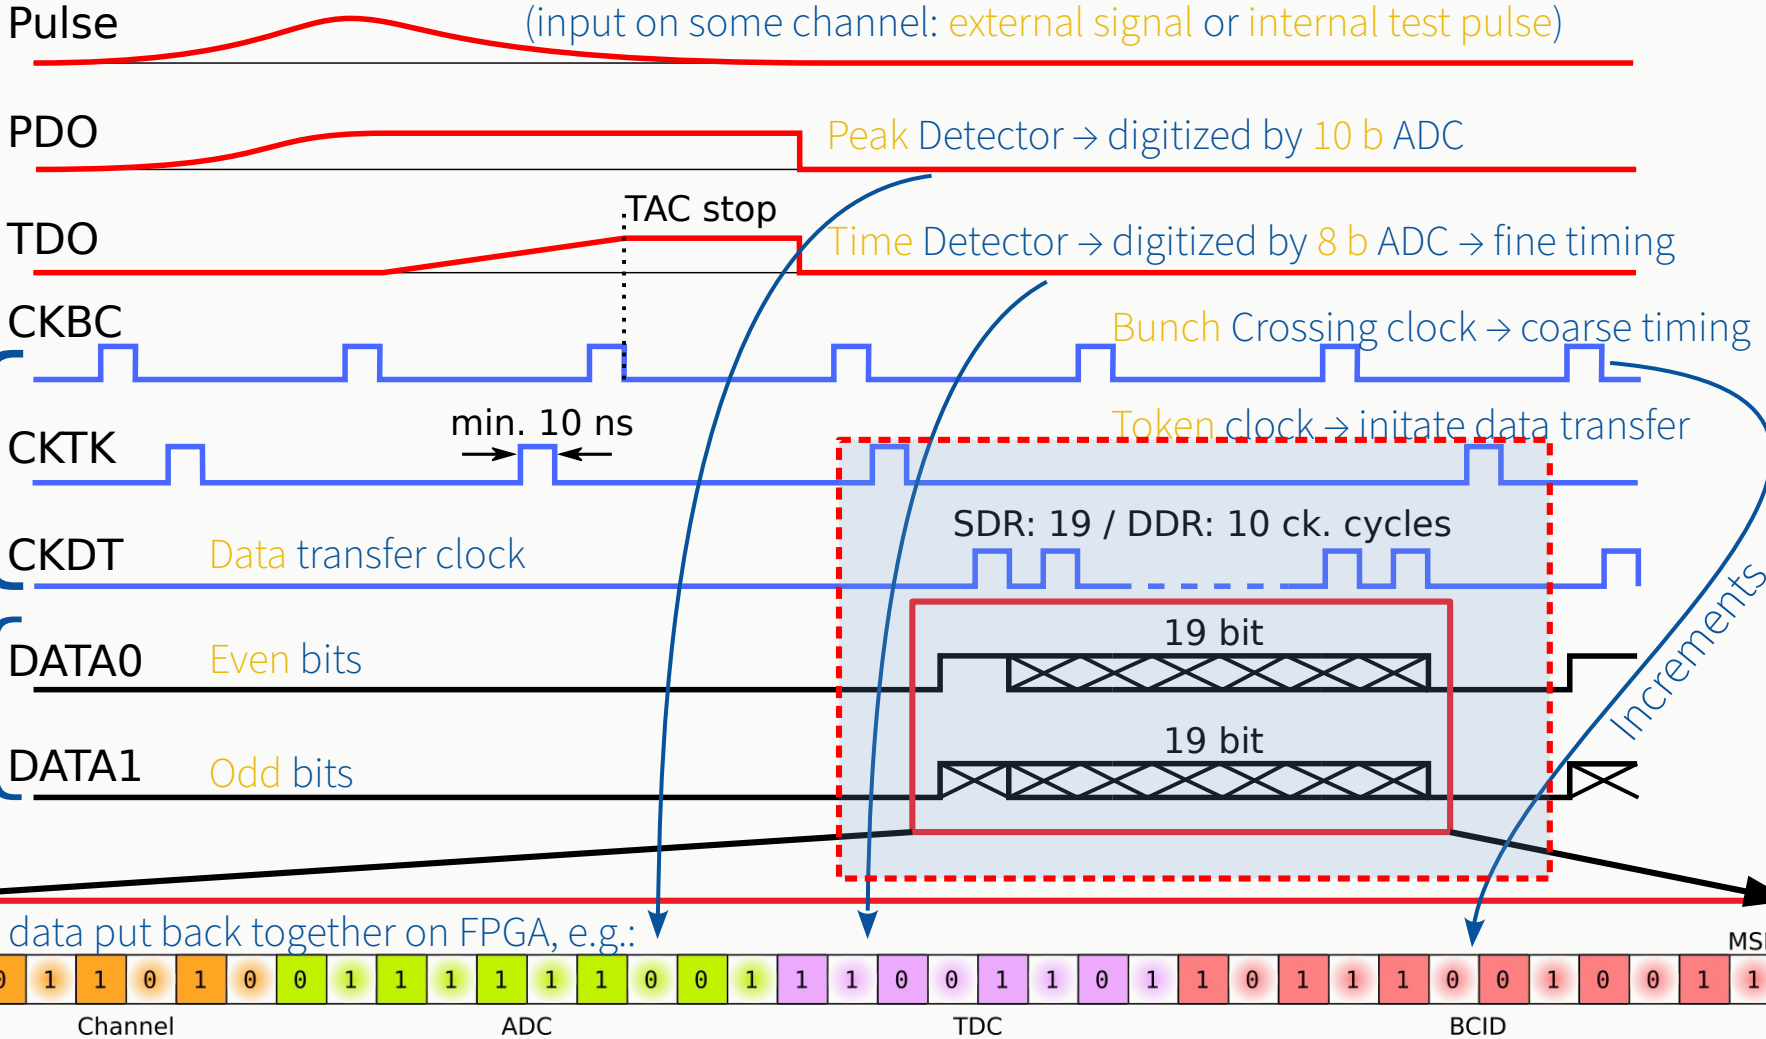 Pulse (input on some channel: external signal or internal test pulse)
PDO Peak Detector → digitized by 10 b ADC
TAC stop
TDO Time Detector → digitized by 8 b ADC → fine timing
CKBC Bunch Crossing clock → coarse timing
min. 10 ns Token clock → initate data transfer
CKTK
SDR: 19 / DDR: 10 ck. cycles
CKDT Data transfer clock
Increments
19 bit
DATA0 Even bits
19 bit
DATA1 Odd bits
data put back together on FPGA, e.g.:
MS
0 1 1 0 1 0 0 1 1 1 1 1 1 0 0 1 1 1 0 0 1 1 0 1 1 0 1 1 1 0 0 1 0 0 1 1
Channel ADC TDC BCID